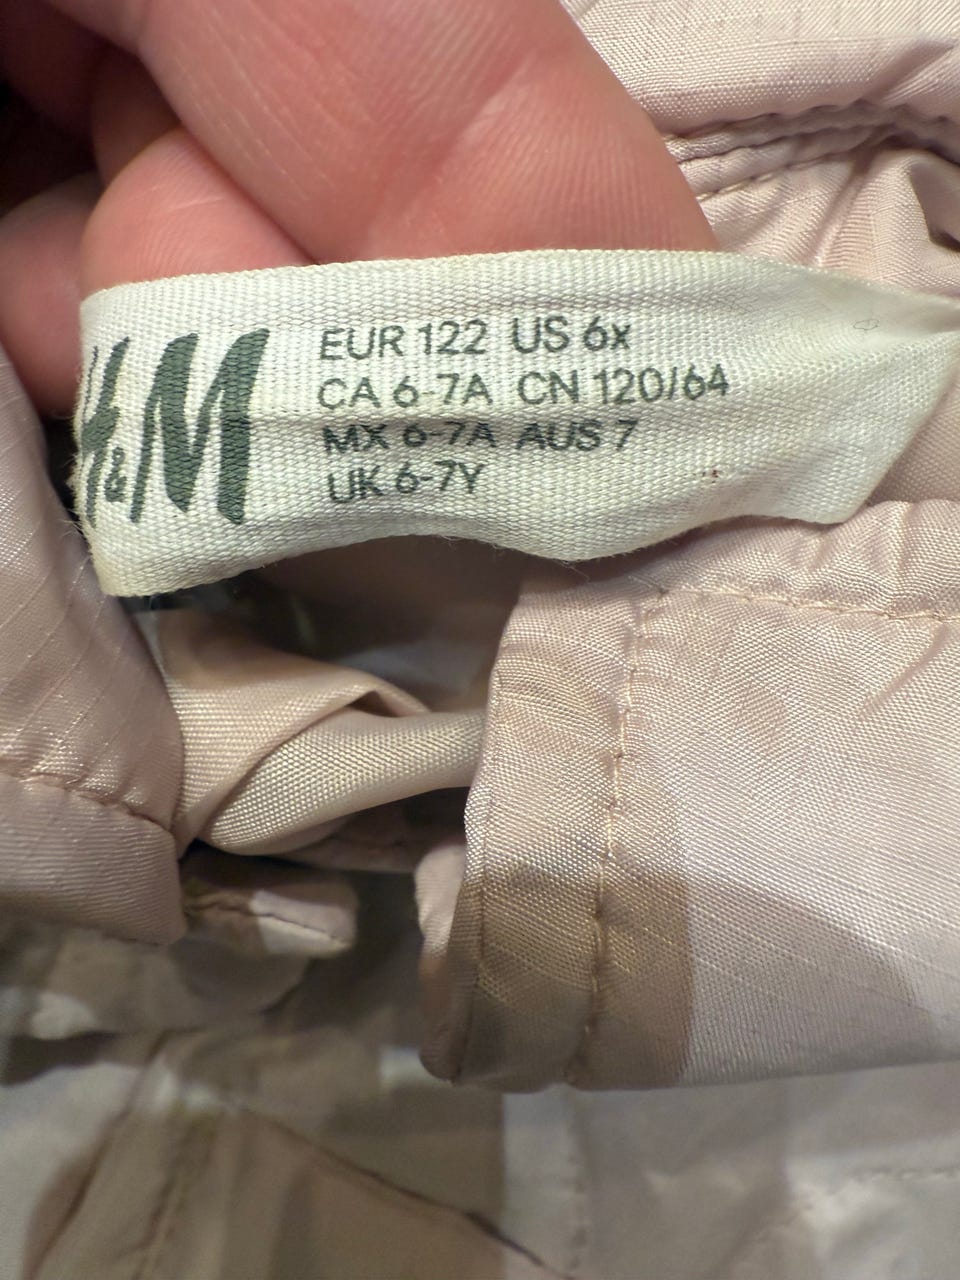 H&M
EUR 122 US 6x
CA 6-7A CN 120/64
MX 6-7A AUS 7
UK 6-7Y